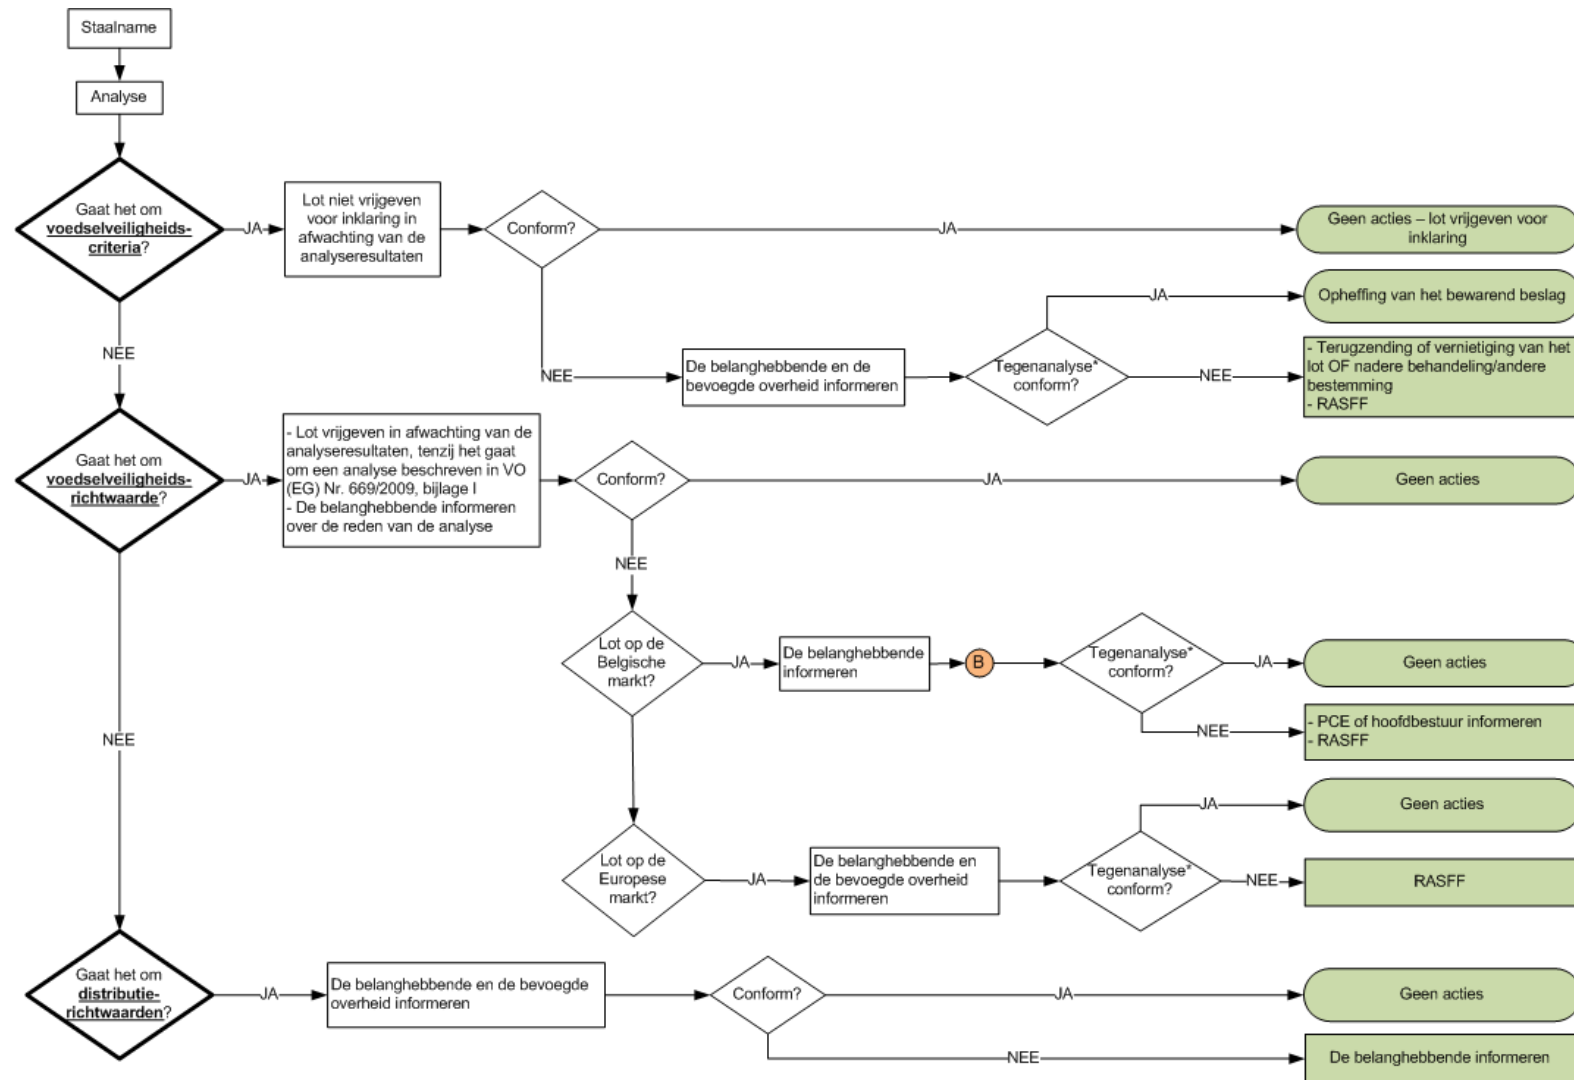 Staalname
Analyse
Gaat het om
voedselveiligheids-
criteria?
JA
Lot niet vrijgeven
voor inklaring in
afwachting van de
analyseresultaten
Conform?
JA
Geen acties – lot vrijgeven voor
inklaring
NEE
De belanghebbende en de
bevoegde overheid informeren
Tegenanalyse*
conform?
JA
Opheffing van het bewarend beslag
NEE
- Terugzending of vernietiging van het
lot OF nadere behandeling/andere
bestemming
- RASFF
NEE
Gaat het om
voedselveiligheids-
richtwaarde?
JA
- Lot vrijgeven in afwachting van de
analyseresultaten, tenzij het gaat
om een analyse beschreven in VO
(EG) Nr. 669/2009, bijlage I
- De belanghebbende informeren
over de reden van de analyse
Conform?
JA
Geen acties
NEE
Lot op de
Belgische
markt?
JA
De belanghebbende
informeren
B
Tegenanalyse*
conform?
JA
Geen acties
NEE
- PCE of hoofdbestuur informeren
- RASFF
Lot op de
Europese
markt?
JA
De belanghebbende en
de bevoegde overheid
informeren
Tegenanalyse*
conform?
JA
Geen acties
NEE
RASFF
NEE
Gaat het om
distributie-
richtwaarden?
JA
De belanghebbende en de bevoegde
overheid informeren
Conform?
JA
Geen acties
NEE
De belanghebbende informeren